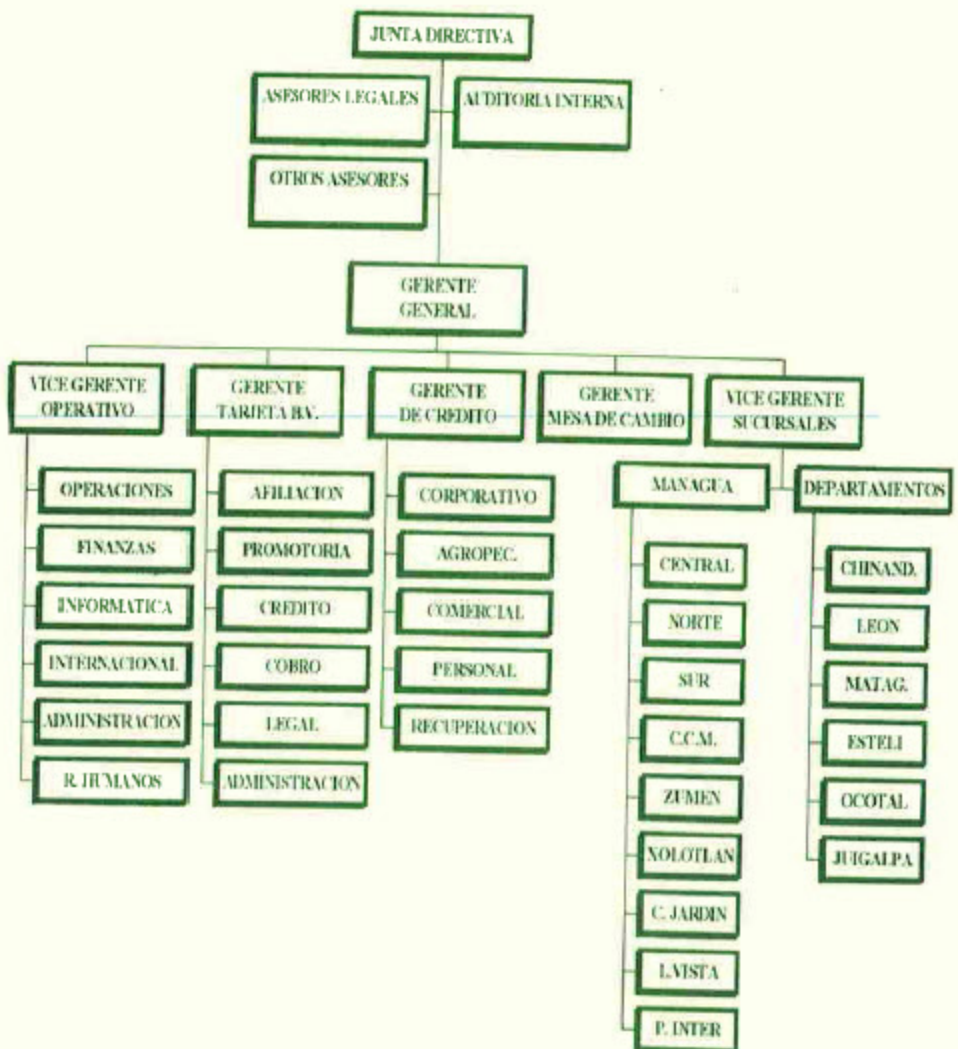 JUNTA DIRECTIVA
ASESORES LEGALES
AUDITORIA INTERNA
OTROS ASESORES
GERENTE
GENERAL
VICE GERENTE
OPERATIVO
GERENTE
TARJETA B.V.
GERENTE
DE CREDITO
GERENTE
MESA DE CAMBIO
VICE GERENTE
SUCURSALES
OPERACIONES
FINANZAS
INFORMATICA
INTERNACIONAL
ADMINISTRACION
R. HUMANOS
AFILIACION
PROMOTORIA
CREDITO
COBRO
LEGAL
ADMINISTRACION
CORPORATIVO
AGROPEC.
COMERCIAL
PERSONAL
RECUPERACION
MANAGUA
CENTRAL
NORTE
SUR
C.C.M.
ZUMEN
XOLOTLAN
C. JARDIN
L.VISTA
P. INTER
DEPARTAMENTOS
CHINAND.
LEON
MATAG.
ESTELI
OCOTAL
JUIGALPA